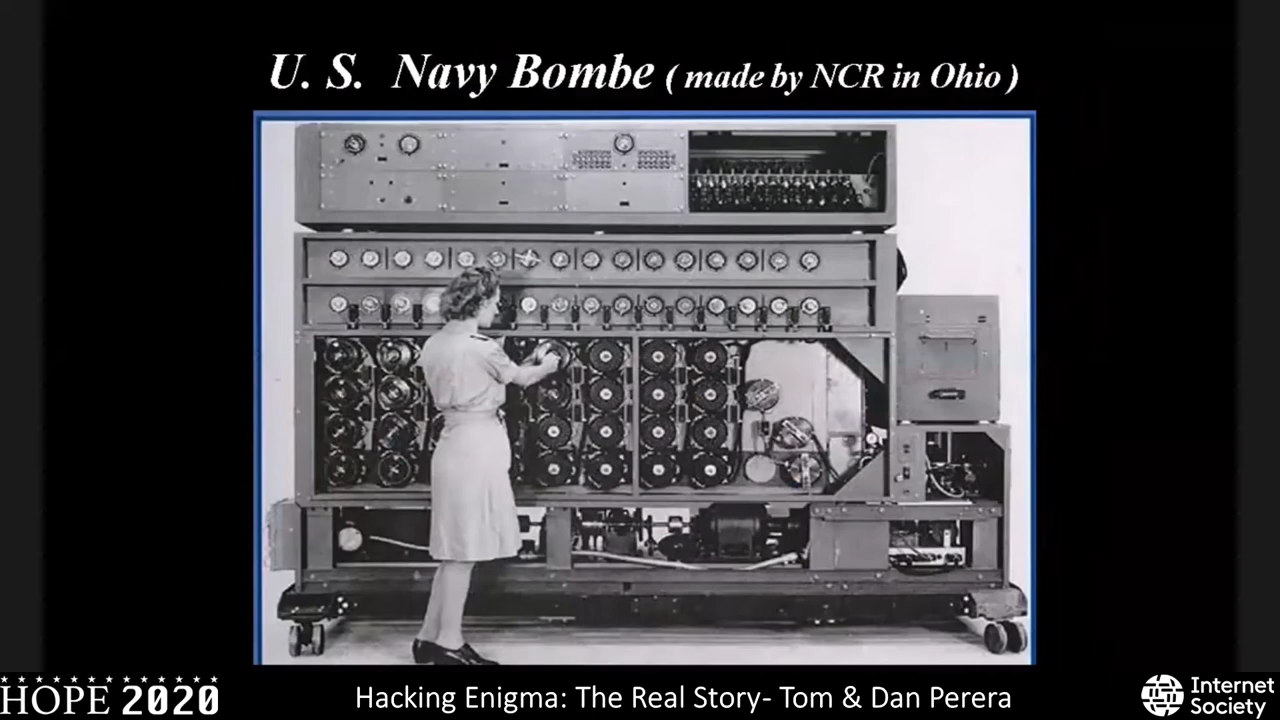 U. S. Navy Bombe ( made by NCR in Ohio )
HOPE 2020
Hacking Enigma: The Real Story- Tom & Dan Perera
Internet
Society